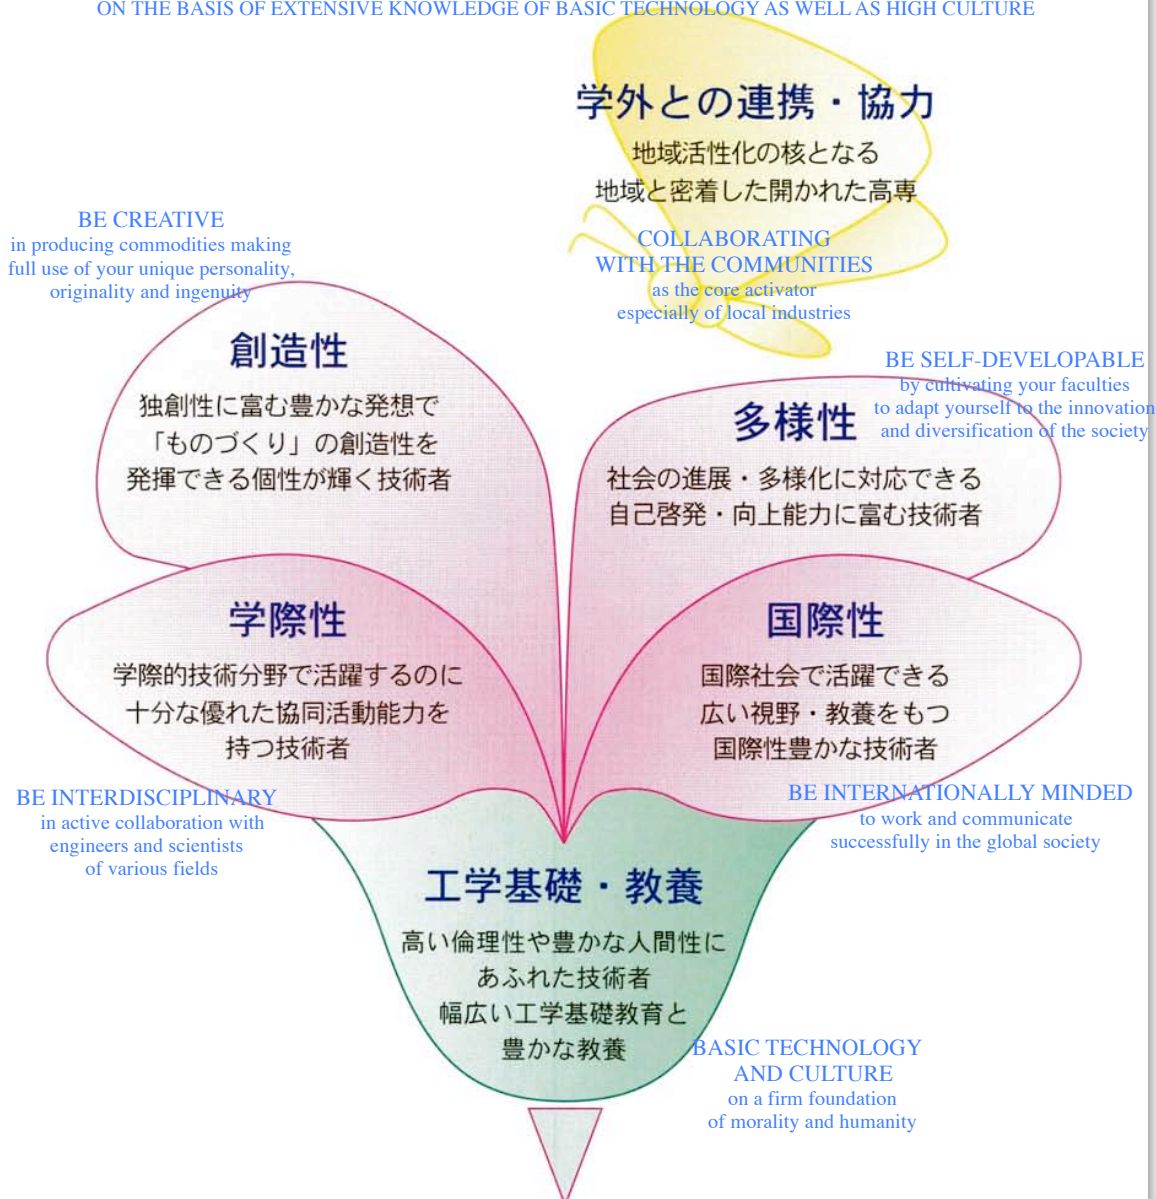 ON THE BASIS OF EXTENSIVE KNOWLEDGE OF BASIC TECHNOLOGY AS WELL AS HIGH CULTURE
学外との連携・協力
地域活性化の核となる
地域と密着した開かれた高専
COLLABORATING
WITH THE COMMUNITIES
as the core activator
especially of local industries
BE CREATIVE
in producing commodities making
full use of your unique personality,
originality and ingenuity
創造性
独創性に富む豊かな発想で
「ものづくり」の創造性を
発揮できる個性が輝く技術者
BE SELF-DEVELOPABLE
by cultivating your faculties
to adapt yourself to the innovation
and diversification of the society
多様性
社会の進展・多様化に対応できる
自己啓発・向上能力に富む技術者
学際性
学際的技術分野で活躍するのに
十分な優れた協同活動能力を
持つ技術者
BE INTERDISCIPLINARY
in active collaboration with
engineers and scientists
of various fields
国際性
国際社会で活躍できる
広い視野・教養をもつ
国際性豊かな技術者
BE INTERNATIONALLY MINDED
to work and communicate
successfully in the global society
工学基礎・教養
高い倫理性や豊かな人間性に
あふれた技術者
幅広い工学基礎教育と
豊かな教養
BASIC TECHNOLOGY
AND CULTURE
on a firm foundation
of morality and humanity